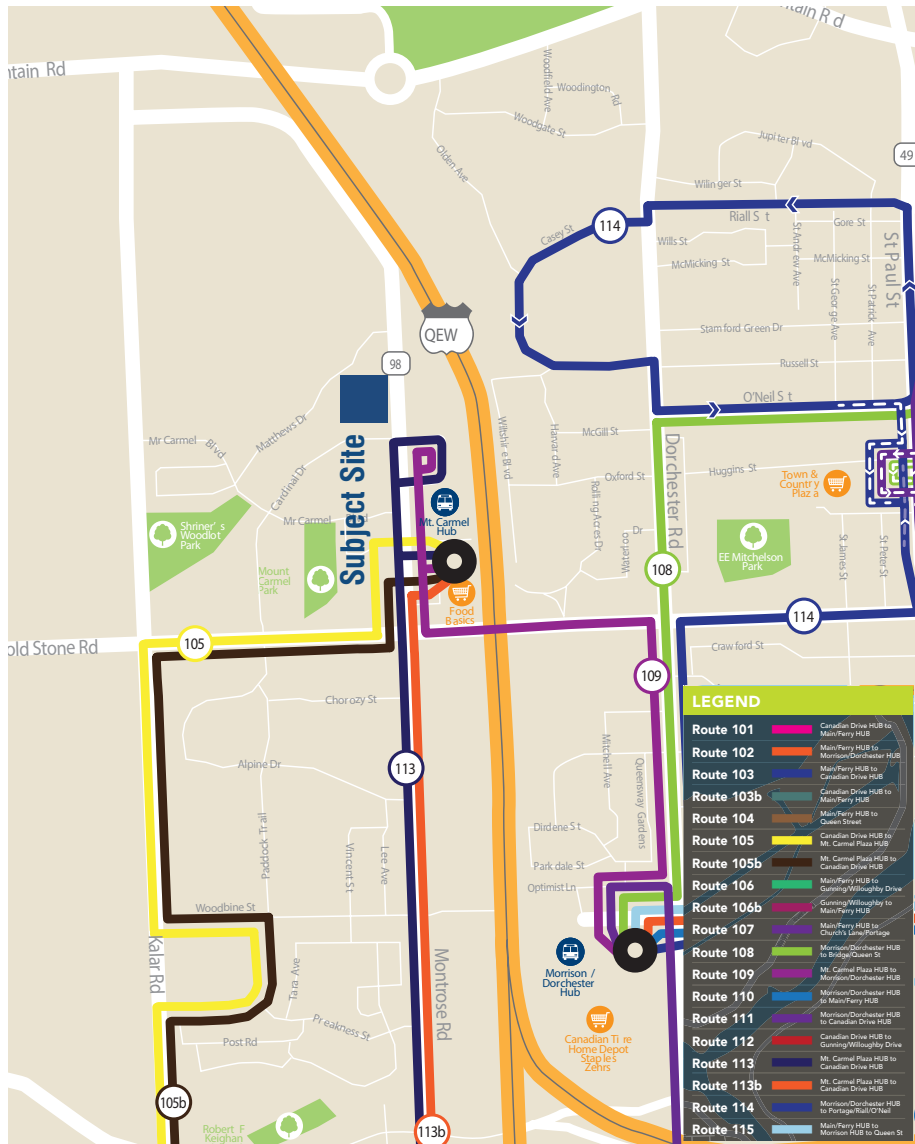 ntain Rd
ntain R d
Woodfield Ave
Woodington
Rd
Woodgate St
Olden Ave
Jupiter Bl vd
49
Wilin ger St
Riall S t
Gore St
114
Casey St
Wills St
McMicking St
McMicking St
St Andrew Ave
St George Ave
St Patrick Ave
St Paul St
Stam ford Green Dr
Russell St
QEW
98
O'Neil S t
Matthews Dr
Mr Carmel
Blvd
Cardinal Dr
Wiltshire Blvd
Harvard Ave
McGill St
Oxford St
Dorchester Rd
Huggins St
Town &
Country
Plaz a
Subject Site
Rolling Acres Dr
Mt. Carmel
Hub
Mr Carmel
Shriner' s
Woodlot
Park
Dr
Waterloo
EE Mitchelson
Park
St James St
St Peter St
Mount
Carmel
Park
108
Food
Basics
114
old Stone Rd
105
Craw ford St
109
Chorozy St
113
Alpine Dr
Mitchell Ave
Queensway Gardens
Paddock Trail
Vincent St
Lee Ave
Dirdene S t
Park dale St
Optimist Ln
Woodbine St
Kalar Rd
Tara Ave
Montrose Rd
Morrison /
Dorchester
Hub
Pr eakness St
Post Rd
Canadian Ti re
Home Depot
Stap les
Zehrs
105b
Robert F
Keighan
113b
LEGEND
Route 101 Canadian Drive HUB to
Main/Ferry HUB
Route 102 Main/Ferry HUB to
Morrison/Dorchester HUB
Route 103 Main/Ferry HUB to
Canadian Drive HUB
Route 103b Canadian Drive HUB to
Main/Ferry HUB
Route 104 Main/Ferry HUB to
Queen Street
Route 105 Canadian Drive HUB to
Mt. Carmel Plaza HUB
Route 105b Mt. Carmel Plaza HUB to
Canadian Drive HUB
Route 106 Main/Ferry HUB to
Gunning/Willoughby Drive
Route 106b Gunning/Willoughby to
Main/Ferry HUB
Route 107 Main/Ferry HUB to
Church's Lane/Portage
Route 108 Morrison/Dorchester HUB
to Bridge/Queen St
Route 109 Mt. Carmel Plaza HUB to
Morrison/Dorchester HUB
Route 110 Morrison/Dorchester HUB
to Main/Ferry HUB
Route 111 Morrison/Dorchester HUB
to Canadian Drive HUB
Route 112 Canadian Drive HUB to
Gunning/Willoughby Drive
Route 113 Mt. Carmel Plaza HUB to
Canadian Drive HUB
Route 113b Mt. Carmel Plaza HUB to
Canadian Drive HUB
Route 114 Morrison/Dorchester HUB
to Portage/Riall/O'Neil
Route 115 Main/Ferry HUB to
Morrison HUB to Queen St